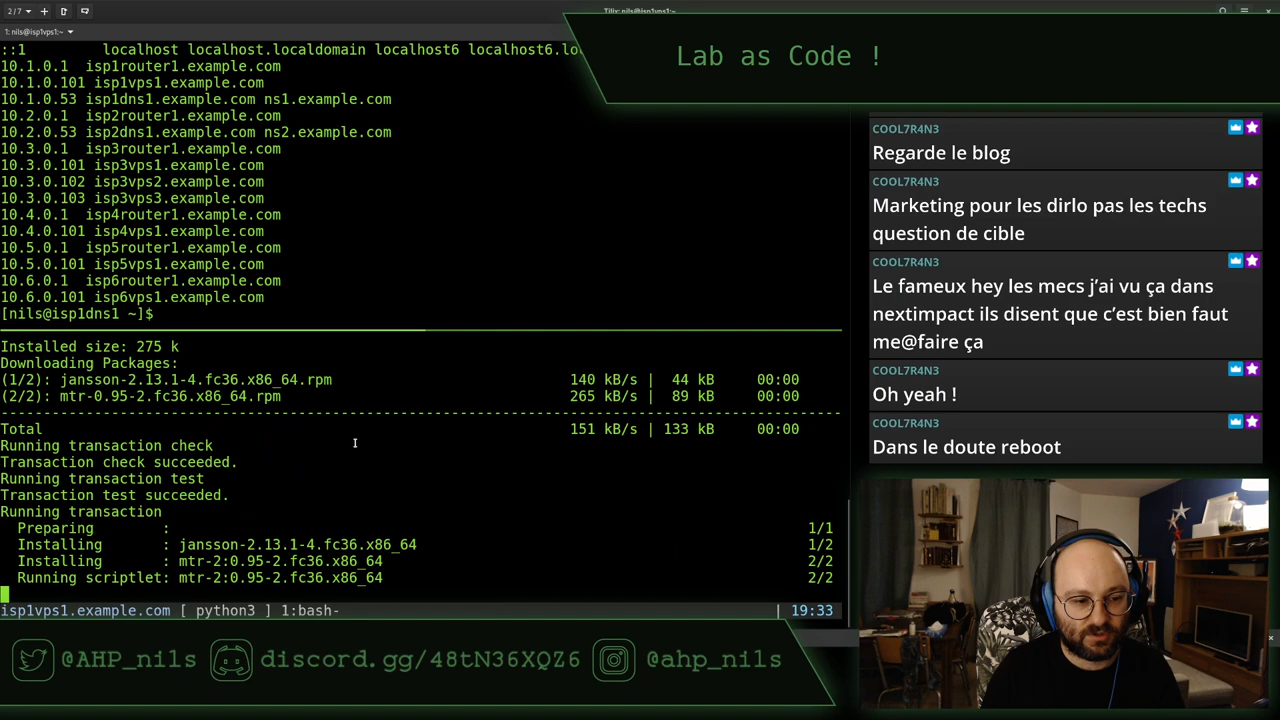 2/7
Tilix: nils@isp1vps1:~
1: nils@isp1vps1:~
Lab as Code !
::1 localhost localhost.localdomain localhost6 localhost6.lo
10.1.0.1 isp1router1.example.com
10.1.0.101 isp1vps1.example.com
10.1.0.53 isp1dns1.example.com ns1.example.com
10.2.0.1 isp2router1.example.com
10.2.0.53 isp2dns1.example.com ns2.example.com
10.3.0.1 isp3router1.example.com
10.3.0.101 isp3vps1.example.com
10.3.0.102 isp3vps2.example.com
10.3.0.103 isp3vps3.example.com
10.4.0.1 isp4router1.example.com
10.4.0.101 isp4vps1.example.com
10.5.0.1 isp5router1.example.com
10.5.0.101 isp5vps1.example.com
10.6.0.1 isp6router1.example.com
10.6.0.101 isp6vps1.example.com
[nils@isp1dns1 ~]$
Installed size: 275 k
Downloading Packages:
(1/2): jansson-2.13.1-4.fc36.x86_64.rpm 140 kB/s | 44 kB 00:00
(2/2): mtr-0.95-2.fc36.x86_64.rpm 265 kB/s | 89 kB 00:00
--------------------------------------------------------------------------------
Total 151 kB/s | 133 kB 00:00
Running transaction check
Transaction check succeeded.
Running transaction test
Transaction test succeeded.
Running transaction
Preparing : 1/1
Installing : jansson-2.13.1-4.fc36.x86_64 1/2
Installing : mtr-2:0.95-2.fc36.x86_64 2/2
Running scriptlet: mtr-2:0.95-2.fc36.x86_64 2/2
isp1vps1.example.com [ python3 ] 1:bash- | 19:33
COOL7R4N3
Regarde le blog
COOL7R4N3
Marketing pour les dirlo pas les techs
question de cible
COOL7R4N3
Le fameux hey les mecs j’ai vu ça dans
nextimpact ils disent que c’est bien faut
me@faire ça
COOL7R4N3
Oh yeah !
COOL7R4N3
Dans le doute reboot
@AHP_nils discord.gg/48tN36XQZ6 @ahp_nils